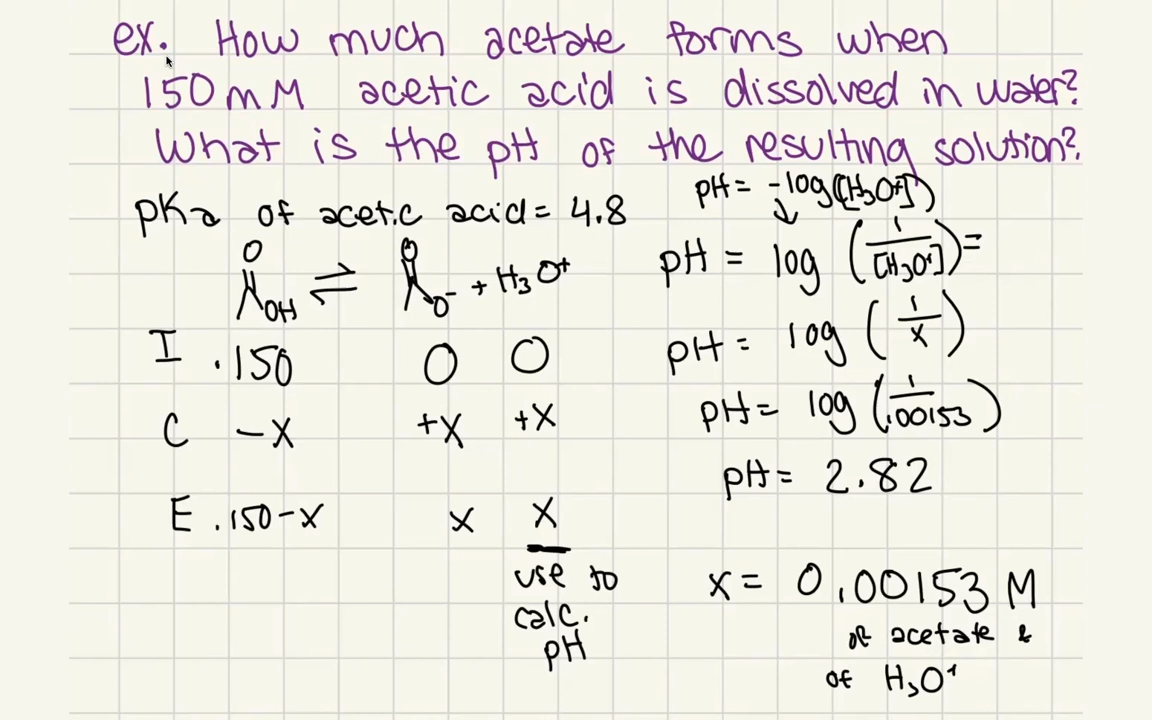 ex. How much acetate forms when
150mM acetic acid is dissolved in water?
What is the pH of the resulting solution?
pKa of acetic acid = 4.8
O O
OH ⇌ O⁻ + H₃O⁺
I .150 0 0
C -x +x +x
E .150-x x x
use to
calc.
pH
pH = -log([H₃O⁺])
↓
pH = log (1/[H₃O⁺]) =
pH = log (1/x)
pH = log (1/.00153)
pH = 2.82
x = 0.00153 M
of acetate &
of H₃O⁺